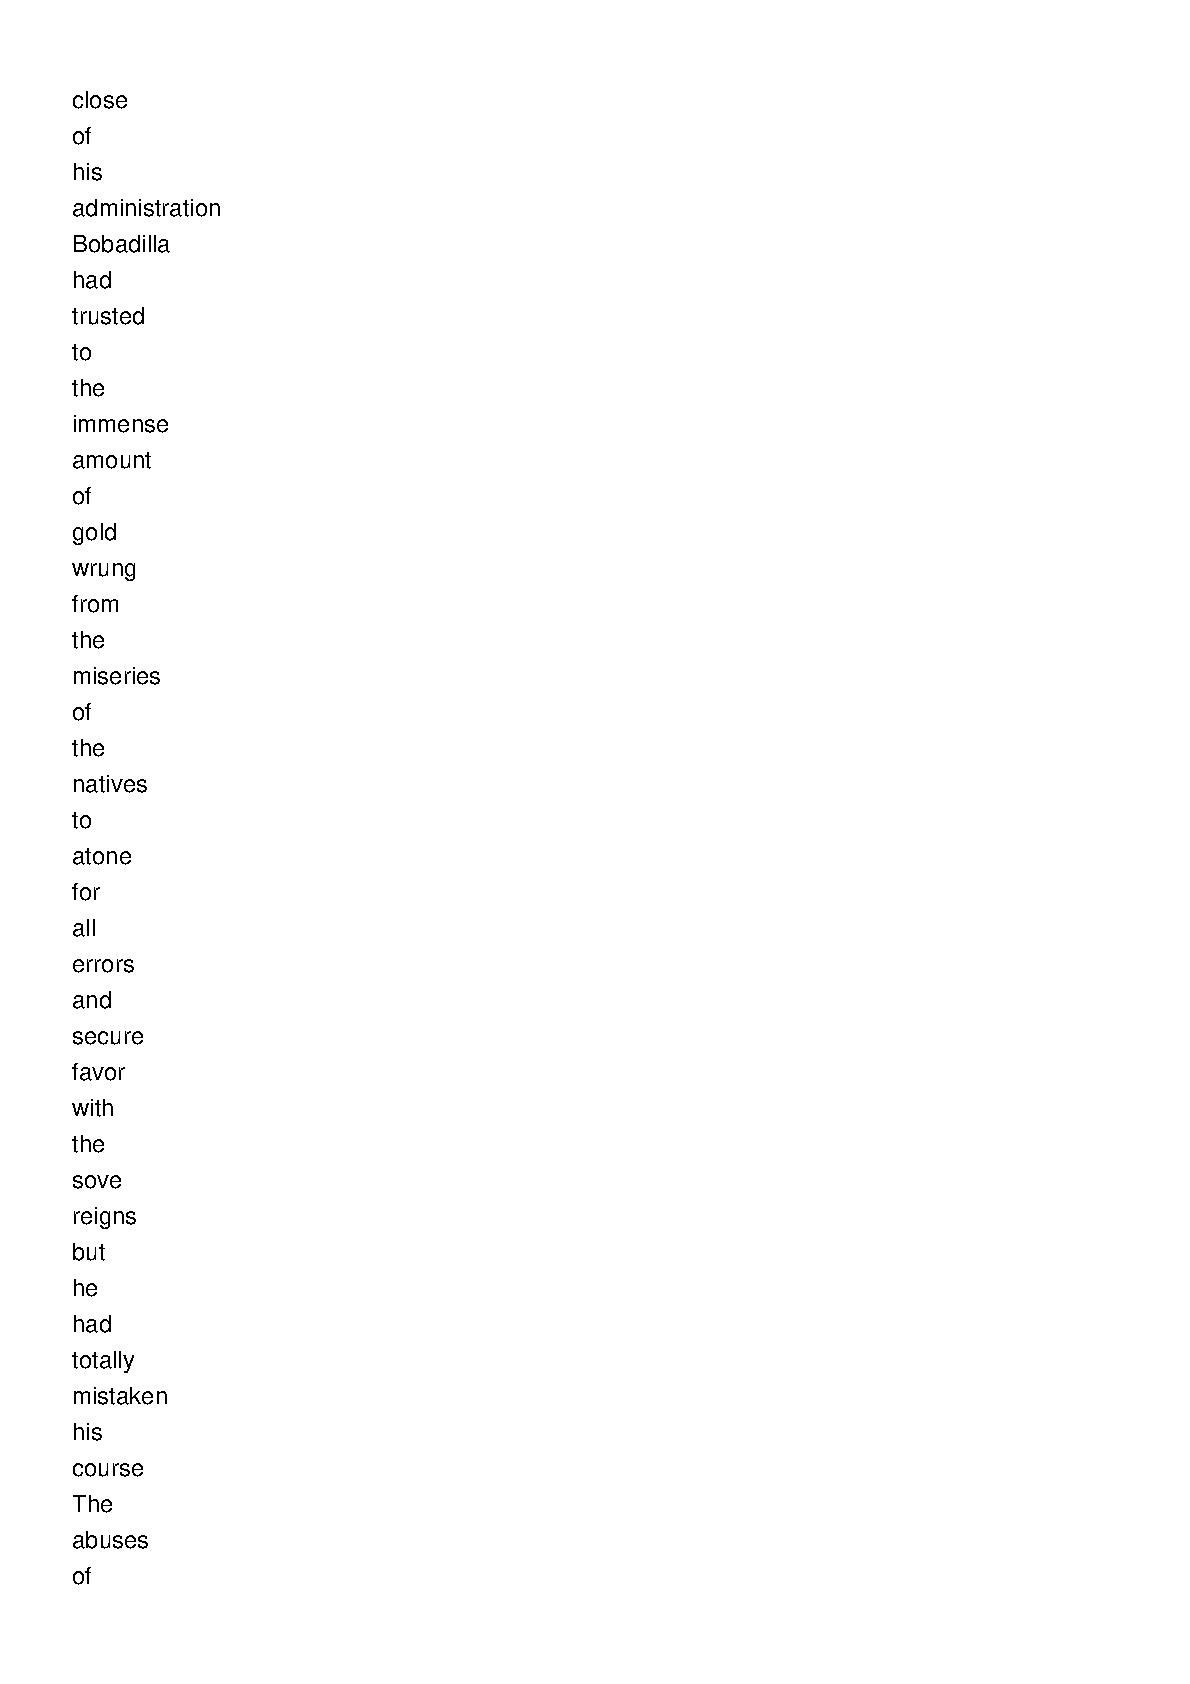 close
of
his
administration
Bobadilla
had
trusted
to
the
immense
amount
of
gold
wrung
from
the
miseries
of
the
natives
to
atone
for
all
errors
and
secure
favor
with
the
sove
reigns
but
he
had
totally
mistaken
his
course
The
abuses
of